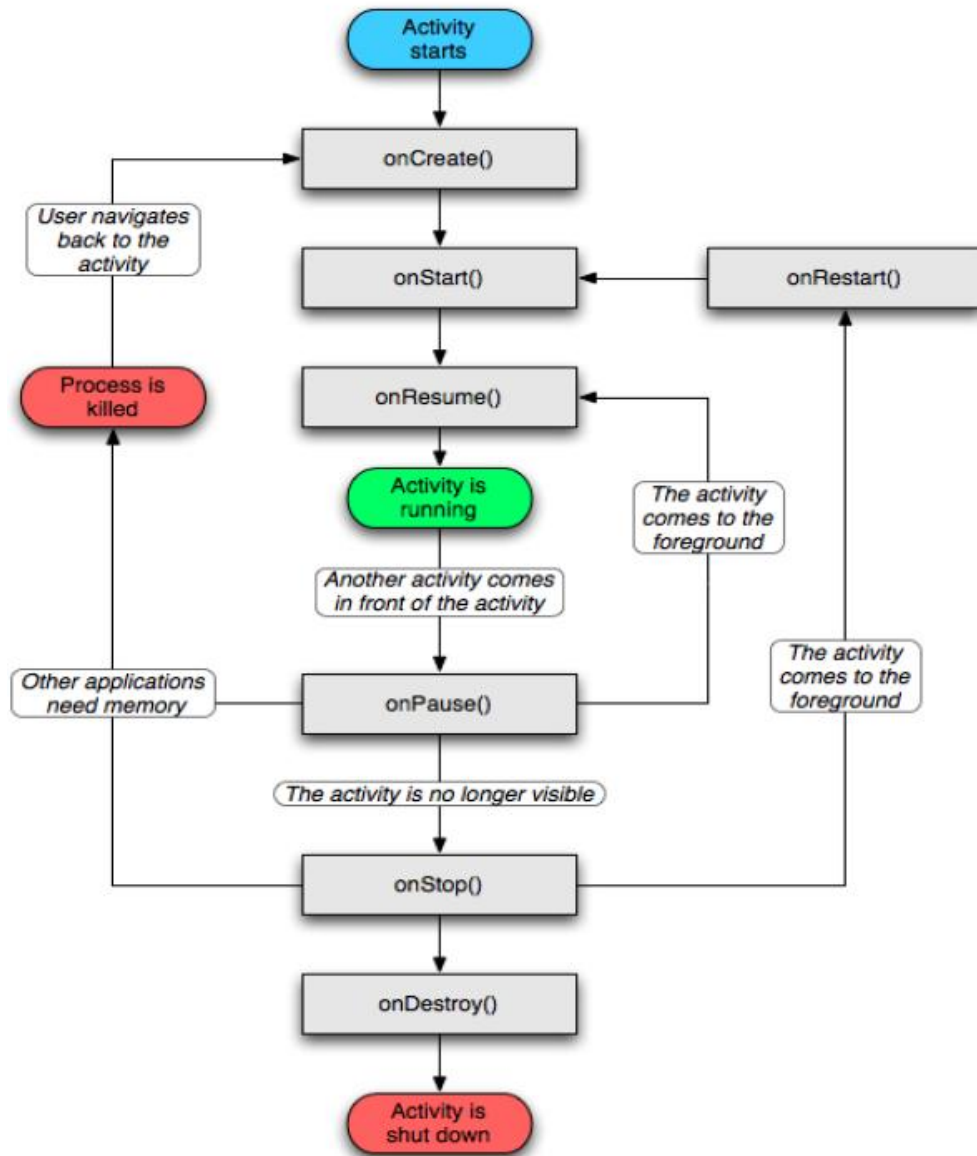 Activity
starts
onCreate()
User navigates
back to the
activity
onStart()
onRestart()
Process is
killed
onResume()
Activity is
running
The activity
comes to the
foreground
Another activity comes
in front of the activity
Other applications
need memory
onPause()
The activity
comes to the
foreground
The activity is no longer visible
onStop()
onDestroy()
Activity is
shut down